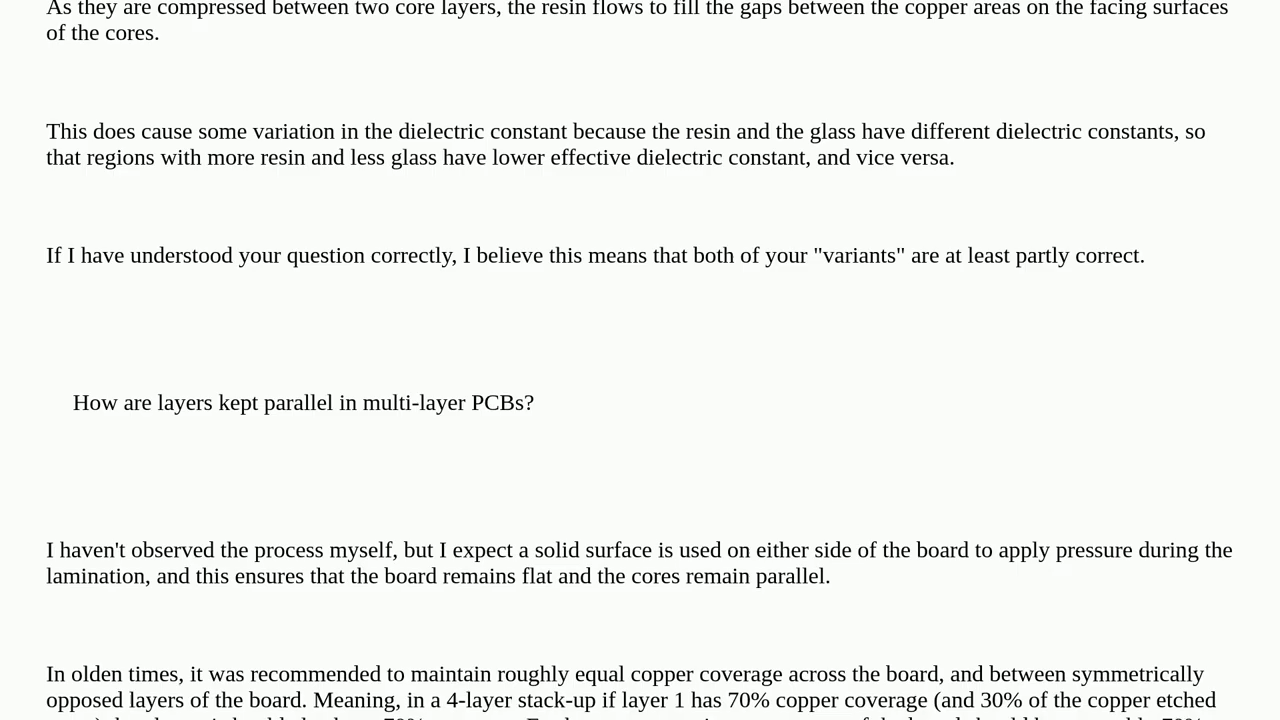 As they are compressed between two core layers, the resin flows to fill the gaps between the copper areas on the facing surfaces
of the cores.
This does cause some variation in the dielectric constant because the resin and the glass have different dielectric constants, so
that regions with more resin and less glass have lower effective dielectric constant, and vice versa.
If I have understood your question correctly, I believe this means that both of your "variants" are at least partly correct.
How are layers kept parallel in multi-layer PCBs?
I haven't observed the process myself, but I expect a solid surface is used on either side of the board to apply pressure during the
lamination, and this ensures that the board remains flat and the cores remain parallel.
In olden times, it was recommended to maintain roughly equal copper coverage across the board, and between symmetrically
opposed layers of the board. Meaning, in a 4-layer stack-up if layer 1 has 70% copper coverage (and 30% of the copper etched